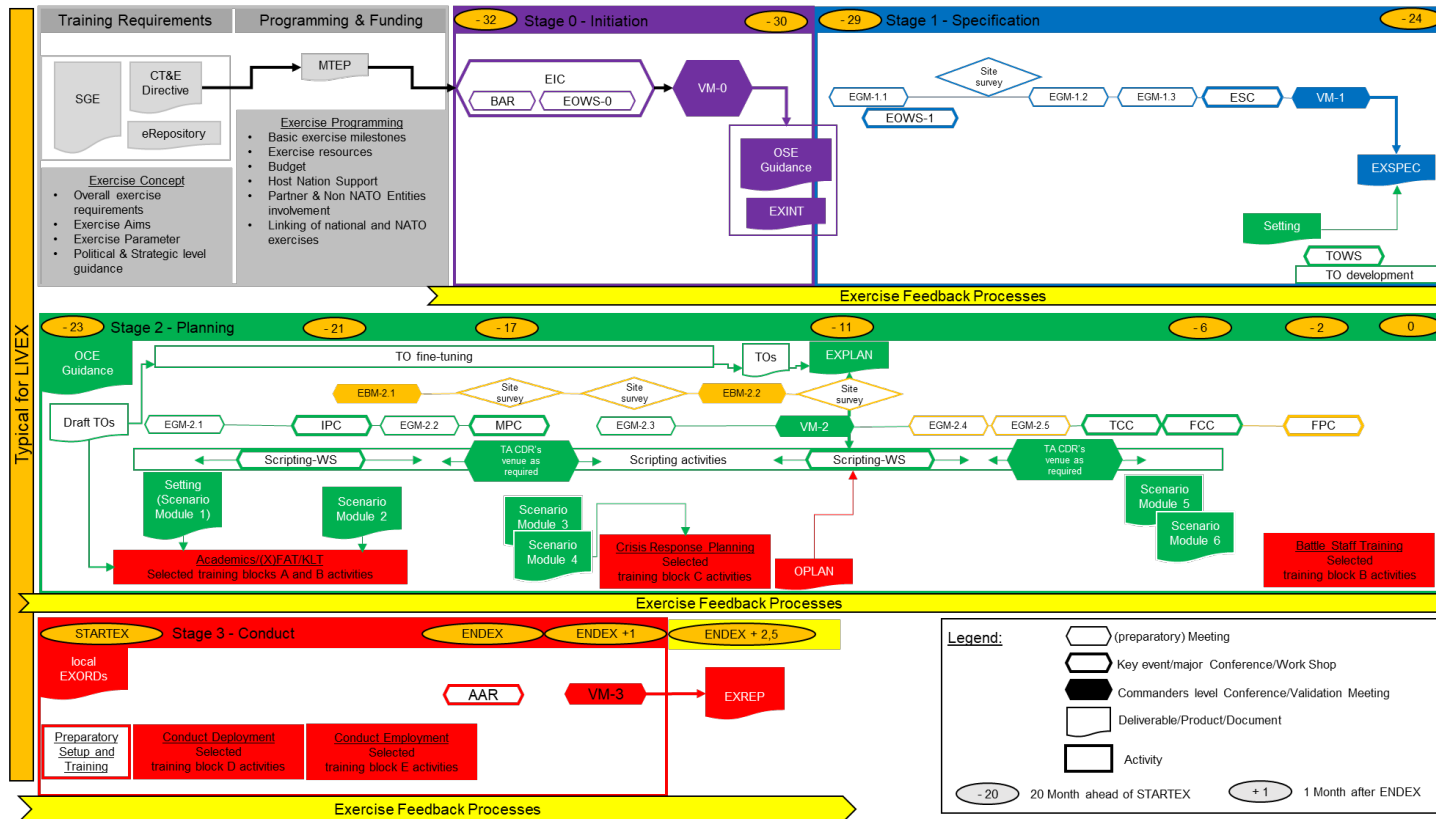 Typical for LIVEX
Training Requirements
Programming & Funding
- 32
Stage 0 - Initiation
- 30
- 29
Stage 1 - Specification
- 24
SGE
CT&E
Directive
eRepository
MTEP
EIC
BAR
EOWS-0
VM-0
OSE
Guidance
EXINT
EGM-1.1
EOWS-1
Site
survey
EGM-1.2
EGM-1.3
ESC
VM-1
EXSPEC
Setting
TOWS
TO development
Exercise Concept
• Overall exercise
requirements
• Exercise Aims
• Exercise Parameter
• Political & Strategic level
guidance
Exercise Programming
• Basic exercise milestones
• Exercise resources
• Budget
• Host Nation Support
• Partner & Non NATO Entities
involvement
• Linking of national and NATO
exercises
Exercise Feedback Processes
- 23
Stage 2 - Planning
- 21
- 17
- 11
- 6
- 2
0
OCE
Guidance
TO fine-tuning
TOs
EXPLAN
EBM-2.1
Site
survey
Site
survey
EBM-2.2
Site
survey
Draft TOs
EGM-2.1
IPC
EGM-2.2
MPC
EGM-2.3
VM-2
EGM-2.4
EGM-2.5
TCC
FCC
FPC
Scripting-WS
TA CDR's
venue as
required
Scripting activities
Scripting-WS
TA CDR's
venue as
required
Setting
(Scenario
Module 1)
Scenario
Module 2
Scenario
Module 3
Scenario
Module 4
Scenario
Module 5
Scenario
Module 6
Academics/(X)FAT/KLT
Selected training blocks A and B activities
Crisis Response Planning
Selected
training block C activities
OPLAN
Battle Staff Training
Selected
training block B activities
Exercise Feedback Processes
STARTEX
Stage 3 - Conduct
ENDEX
ENDEX +1
ENDEX + 2,5
local
EXORDs
AAR
VM-3
EXREP
Preparatory
Setup and
Training
Conduct Deployment
Selected
training block D activities
Conduct Employment
Selected
training block E activities
Exercise Feedback Processes
Legend:
(preparatory) Meeting
Key event/major Conference/Work Shop
Commanders level Conference/Validation Meeting
Deliverable/Product/Document
Activity
- 20
20 Month ahead of STARTEX
+ 1
1 Month after ENDEX